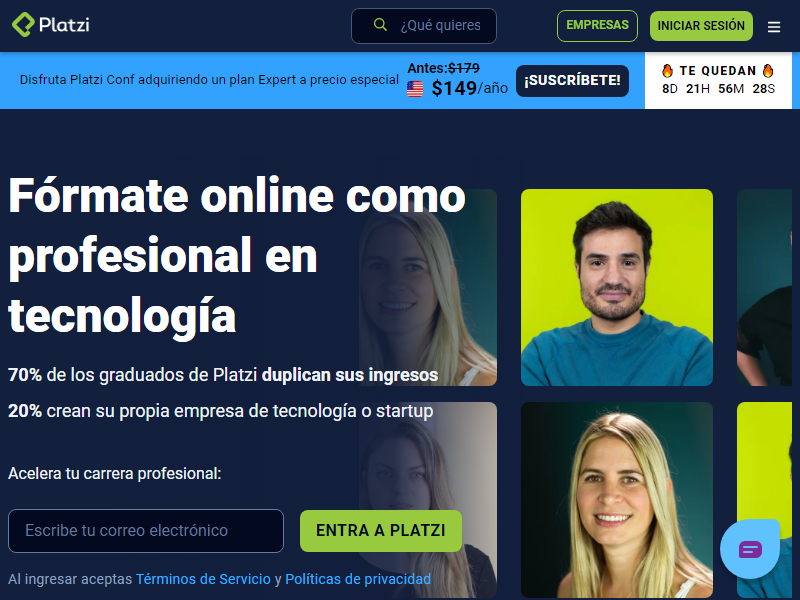 Platzi
¿Qué quieres
EMPRESAS
INICIAR SESIÓN
Disfruta Platzi Conf adquiriendo un plan Expert a precio especial
Antes:$179
$149/año
¡SUSCRÍBETE!
TE QUEDAN
8D 21H 56M 28S
Fórmate online como
profesional en
tecnología
70% de los graduados de Platzi duplican sus ingresos
20% crean su propia empresa de tecnología o startup
Acelera tu carrera profesional:
Escribe tu correo electrónico
ENTRA A PLATZI
Al ingresar aceptas Términos de Servicio y Políticas de privacidad